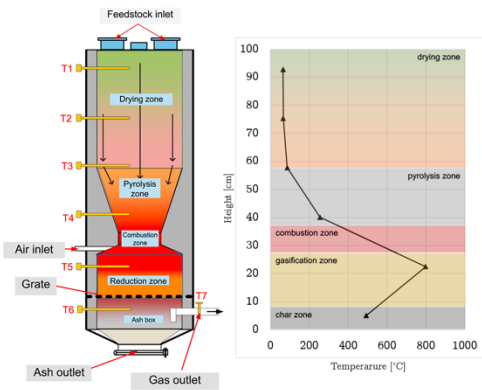 Feedstock inlet
T1
Drying zone
T2
T3
Pyrolysis
zone
T4
Combustion
zone
Air inlet
T5
Reduction zone
Grate
T7
T6
Ash box
Ash outlet
Gas outlet
100
90
80
70
60
50
40
30
20
10
0
Height [cm]
drying zone
pyrolysis zone
combustion zone
gasification zone
char zone
0
200
400
600
800
1000
Temperarure [°C]